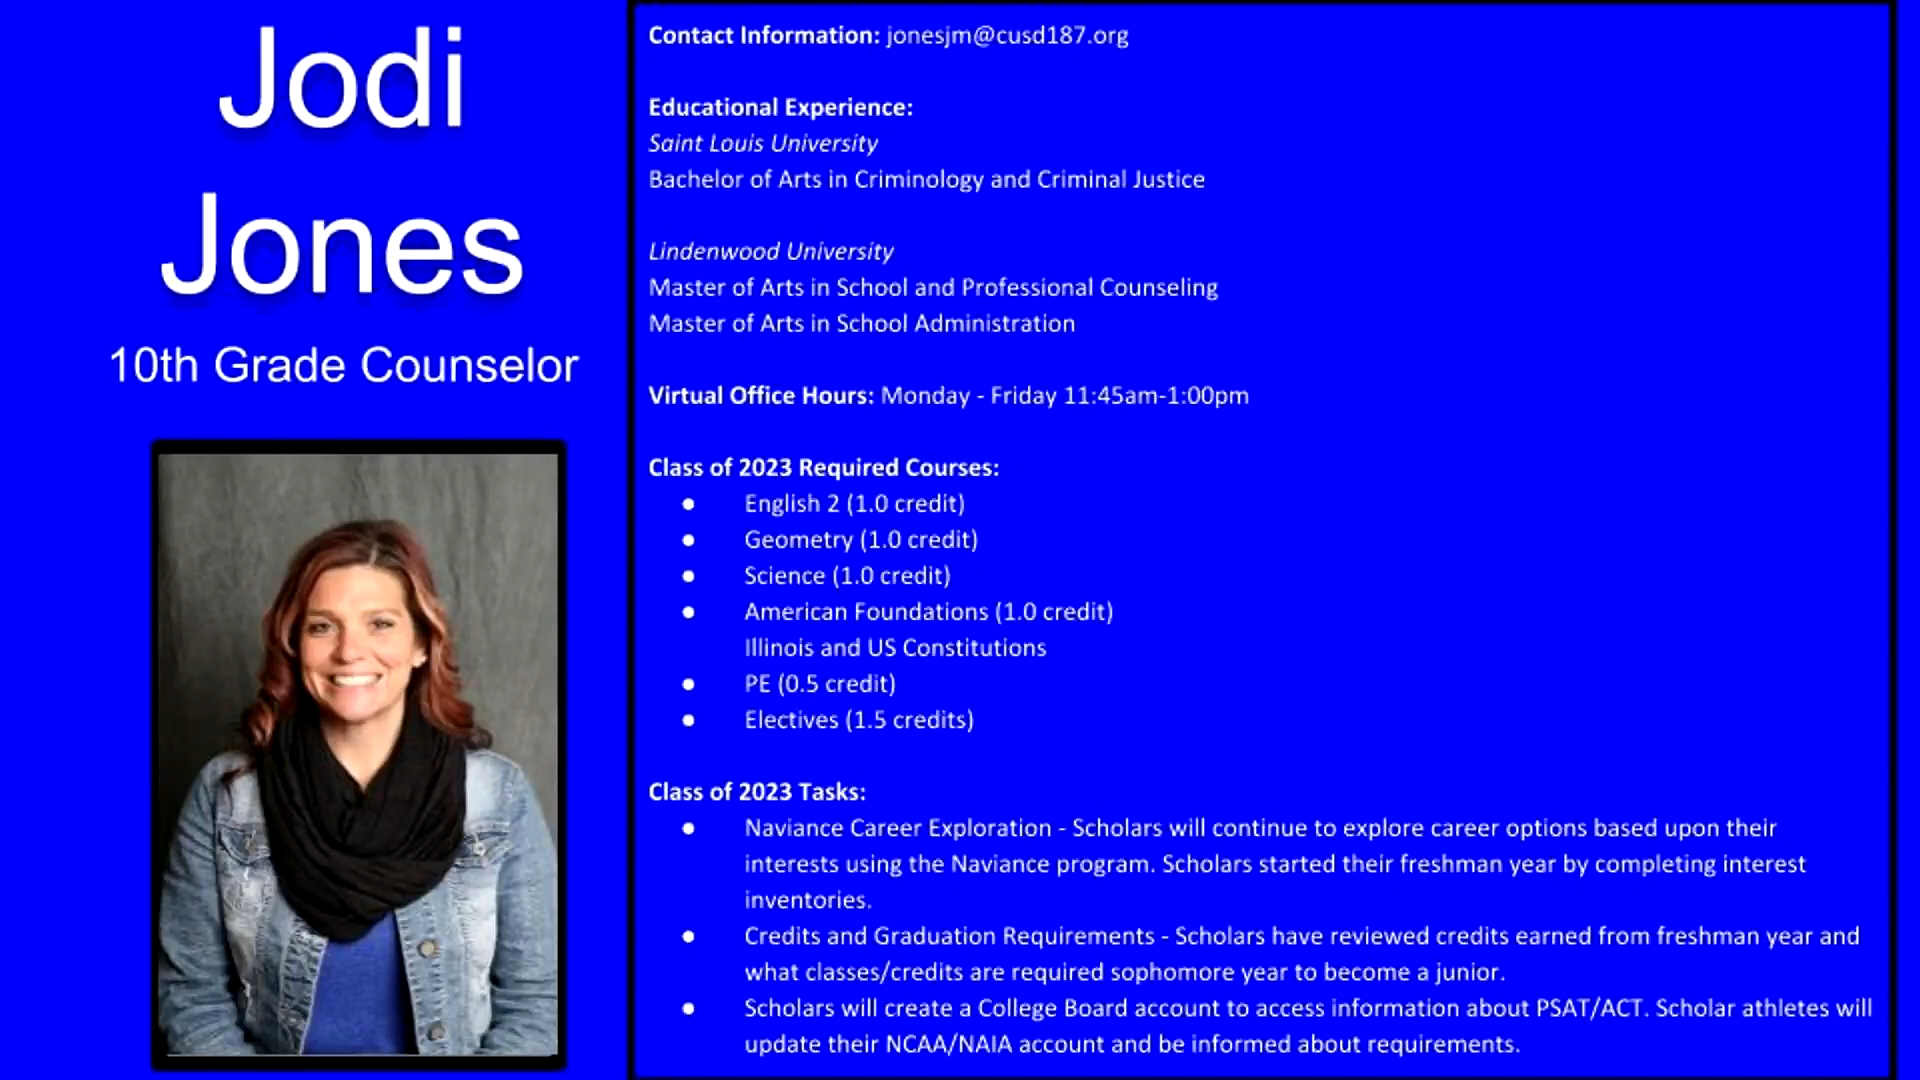 Jodi
Jones
10th Grade Counselor
Contact Information: jonesjm@cusd187.org
Educational Experience:
Saint Louis University
Bachelor of Arts in Criminology and Criminal Justice
Lindenwood University
Master of Arts in School and Professional Counseling
Master of Arts in School Administration
Virtual Office Hours: Monday - Friday 11:45am-1:00pm
Class of 2023 Required Courses:
● English 2 (1.0 credit)
● Geometry (1.0 credit)
● Science (1.0 credit)
● American Foundations (1.0 credit)
Illinois and US Constitutions
● PE (0.5 credit)
● Electives (1.5 credits)
Class of 2023 Tasks:
● Naviance Career Exploration - Scholars will continue to explore career options based upon their
interests using the Naviance program. Scholars started their freshman year by completing interest
inventories.
● Credits and Graduation Requirements - Scholars have reviewed credits earned from freshman year and
what classes/credits are required sophomore year to become a junior.
● Scholars will create a College Board account to access information about PSAT/ACT. Scholar athletes will
update their NCAA/NAIA account and be informed about requirements.